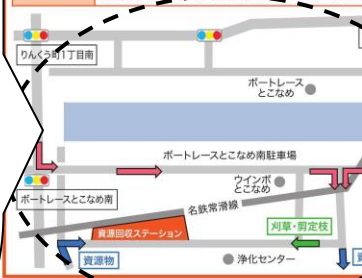 りんくう町1丁目南
ボートレース
とこなめ
ボートレースとこなめ南駐車場
ウインボ
とこなめ
ボートレースとこなめ南
名鉄常滑線
資源回収ステーション
刈草・剪定枝
資源物
浄化センター